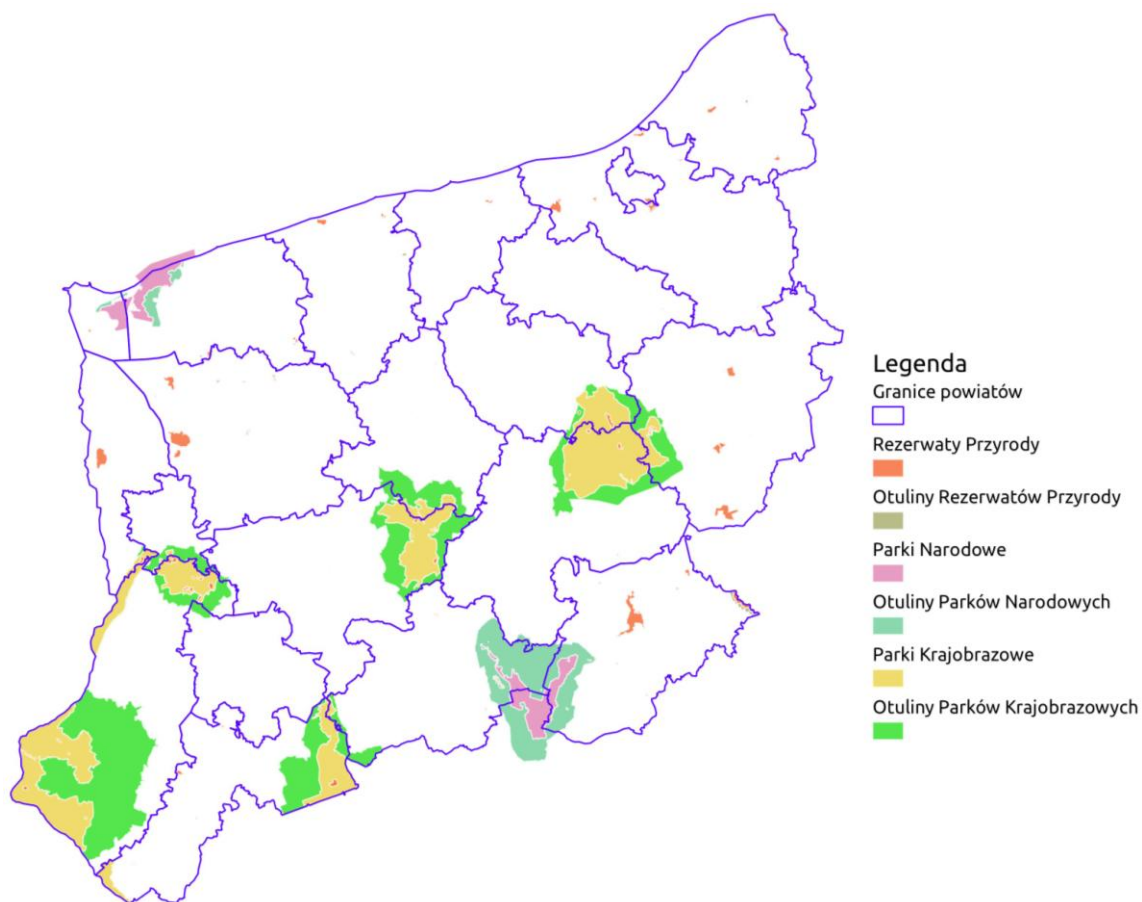 Legenda
Granice powiatów
Rezerwaty Przyrody
Otuliny Rezerwatów Przyrody
Parki Narodowe
Otuliny Parków Narodowych
Parki Krajobrazowe
Otuliny Parków Krajobrazowych